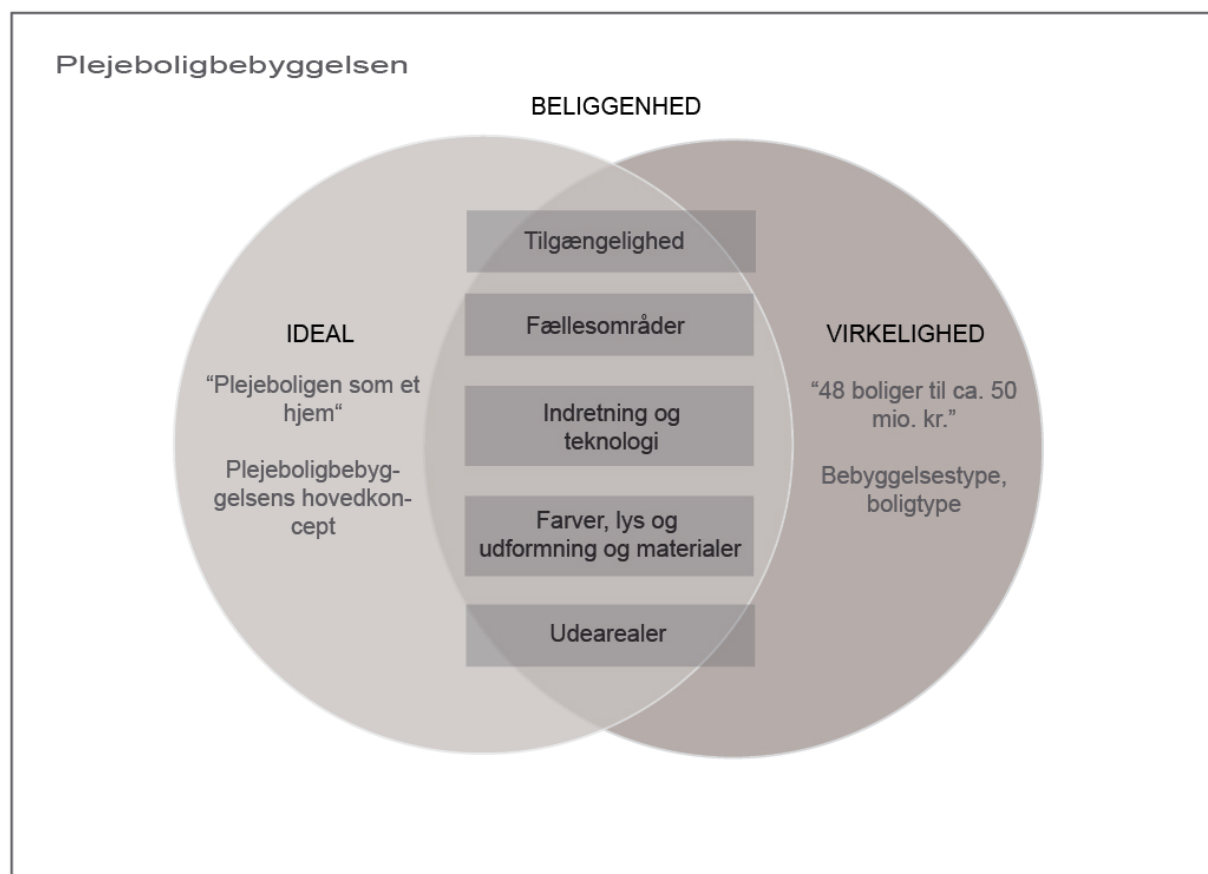 Plejeboligbebyggelsen
BELIGGENHED
IDEAL
“Plejeboligen som et
hjem“
Plejeboligbebyg-
gelsens hovedkon-
cept
Tilgængelighed
Fællesområder
Indretning og
teknologi
Farver, lys og
udformning og materialer
Udearealer
VIRKELIGHED
“48 boliger til ca. 50
mio. kr.”
Bebyggelsestype,
boligtype